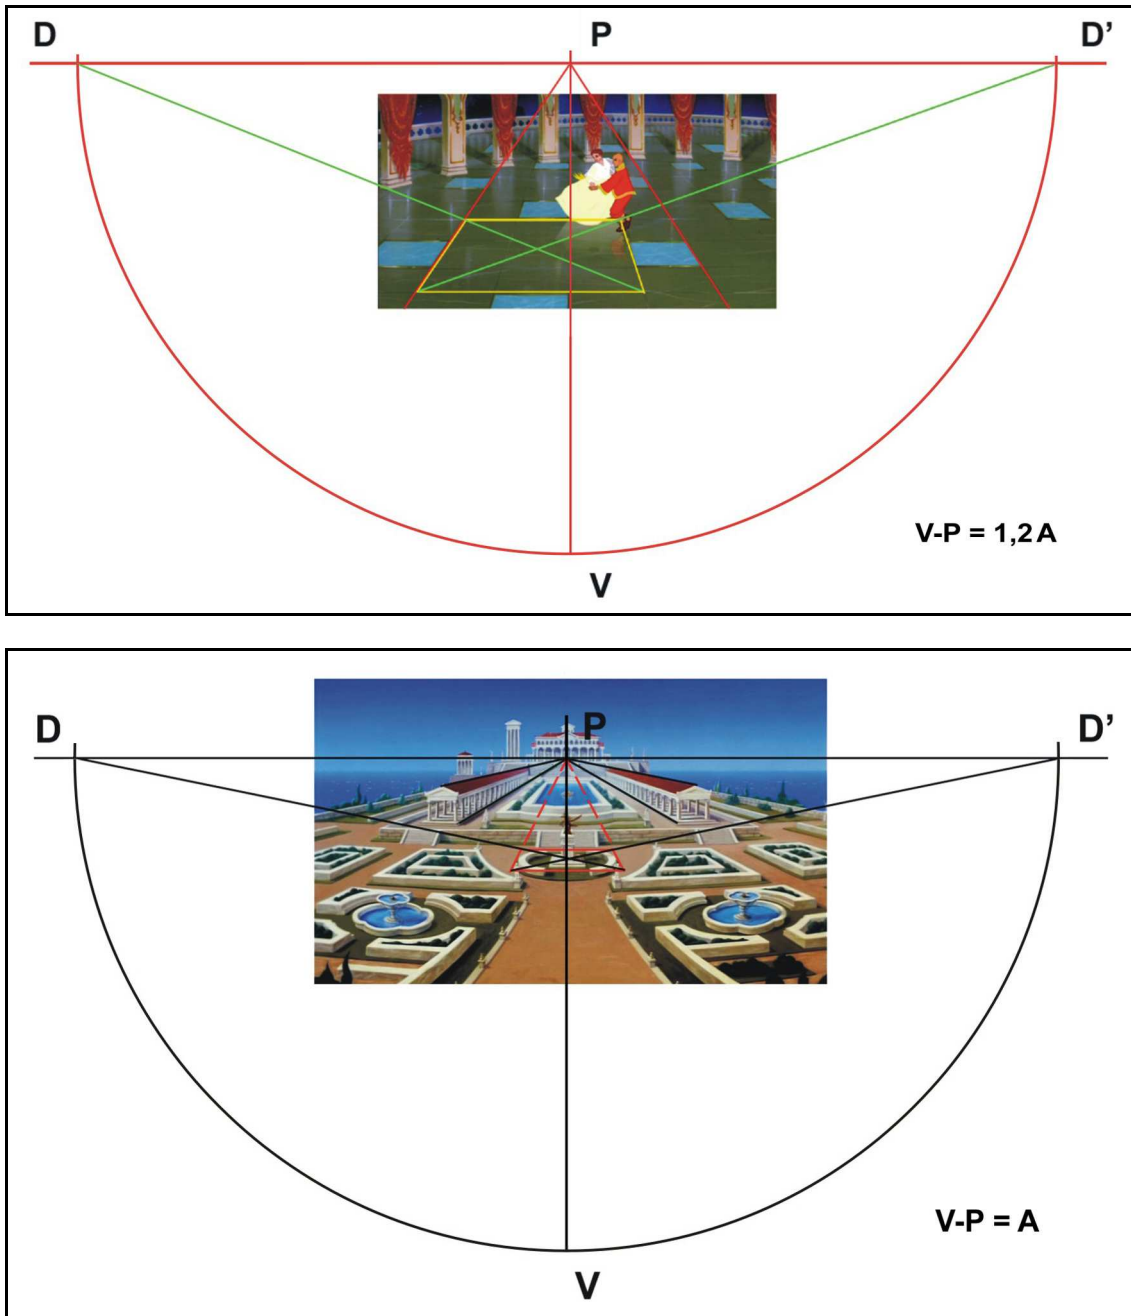 D P D’
V-P = 1,2 A
V
D P D’
V-P = A
V